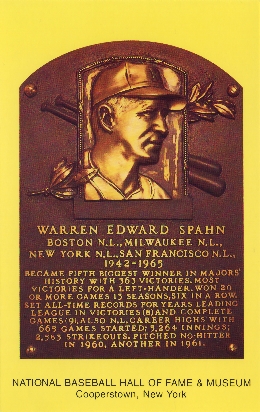 WARREN EDWARD SPAHN
BOSTON N.L., MILWAUKEE N.L.,
NEW YORK N.L., SAN FRANCISCO N.L.,
1942-1965
BECAME FIFTH BIGGEST WINNER IN MAJORS'
HISTORY WITH 363 VICTORIES. MOST
VICTORIES FOR A LEFT-HANDER. WON 20
OR MORE GAMES 13 SEASONS, SIX IN A ROW.
SET ALL-TIME RECORDS FOR YEARS LEADING
LEAGUE IN VICTORIES (8) AND COMPLETE
GAMES (9). ALSO N.L. CAREER HIGHS WITH
665 GAMES STARTED; 5,264 INNINGS;
2,583 STRIKEOUTS. PITCHED NO-HITTER
IN 1960, ANOTHER IN 1961.
NATIONAL BASEBALL HALL OF FAME & MUSEUM
Cooperstown, New York